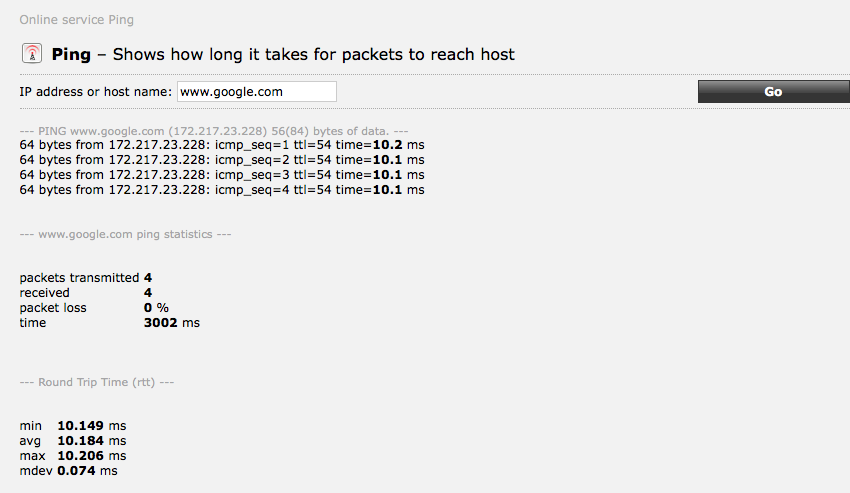 Online service Ping
Ping – Shows how long it takes for packets to reach host
IP address or host name: www.google.com Go
--- PING www.google.com (172.217.23.228) 56(84) bytes of data. ---
64 bytes from 172.217.23.228: icmp_seq=1 ttl=54 time=10.2 ms
64 bytes from 172.217.23.228: icmp_seq=2 ttl=54 time=10.1 ms
64 bytes from 172.217.23.228: icmp_seq=3 ttl=54 time=10.1 ms
64 bytes from 172.217.23.228: icmp_seq=4 ttl=54 time=10.1 ms
--- www.google.com ping statistics ---
packets transmitted 4
received 4
packet loss 0 %
time 3002 ms
--- Round Trip Time (rtt) ---
min 10.149 ms
avg 10.184 ms
max 10.206 ms
mdev 0.074 ms